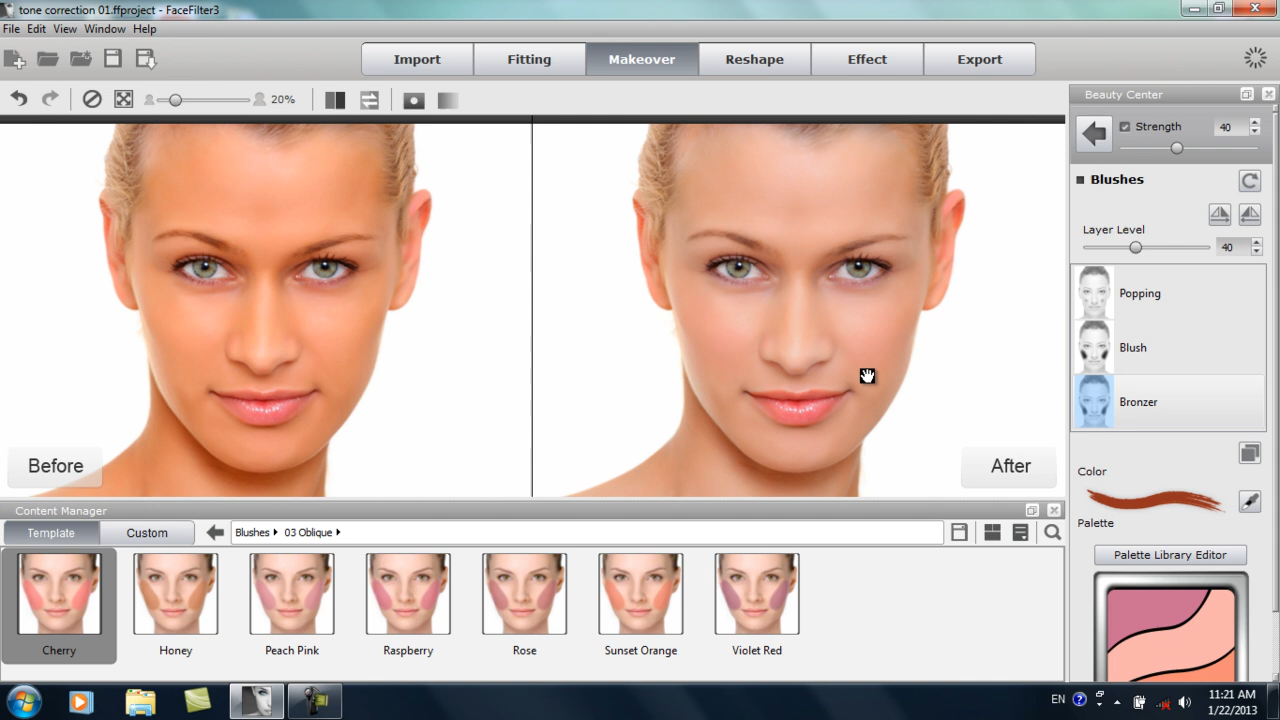 tone correction 01.ffproject - FaceFilter3
File Edit View Window Help
Import Fitting Makeover Reshape Effect Export
20%
Beauty Center
Strength 40
Blushes
Layer Level
40
Popping
Blush
Bronzer
Before
After
Color
Palette
Palette Library Editor
Content Manager
Template Custom Blushes 03 Oblique
Cherry Honey Peach Pink Raspberry Rose Sunset Orange Violet Red
EN
11:21 AM
1/22/2013